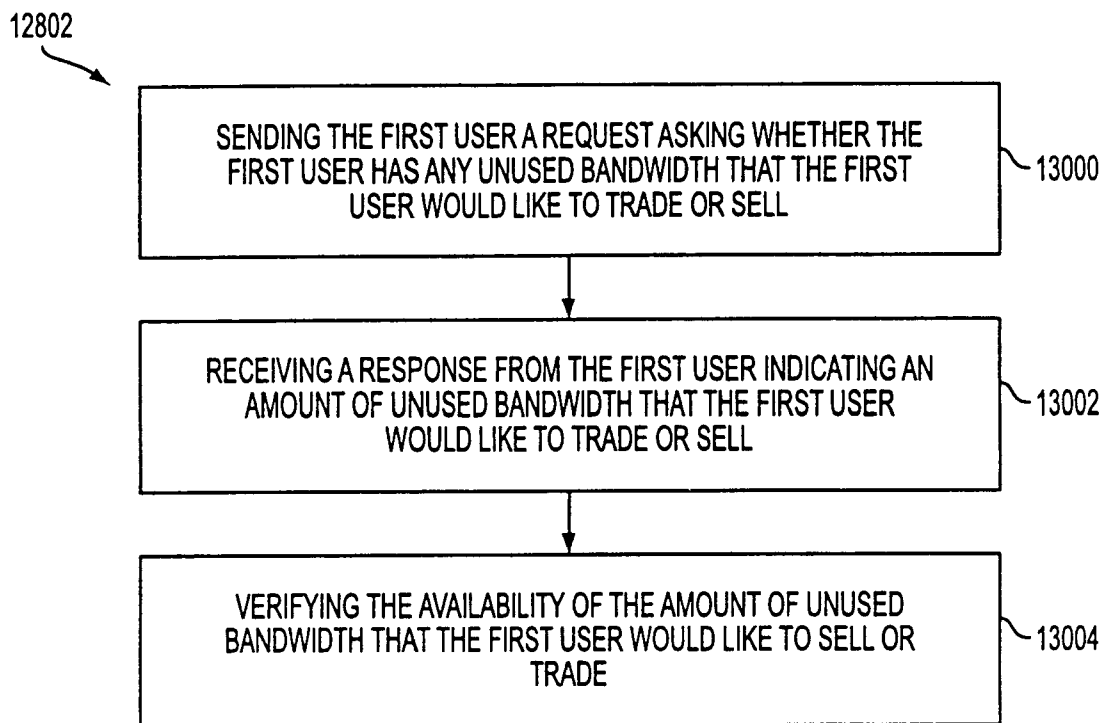 12802
SENDING THE FIRST USER A REQUEST ASKING WHETHER THE
FIRST USER HAS ANY UNUSED BANDWIDTH THAT THE FIRST
USER WOULD LIKE TO TRADE OR SELL
13000
RECEIVING A RESPONSE FROM THE FIRST USER INDICATING AN
AMOUNT OF UNUSED BANDWIDTH THAT THE FIRST USER
WOULD LIKE TO TRADE OR SELL
13002
VERIFYING THE AVAILABILITY OF THE AMOUNT OF UNUSED
BANDWIDTH THAT THE FIRST USER WOULD LIKE TO SELL OR
TRADE
13004